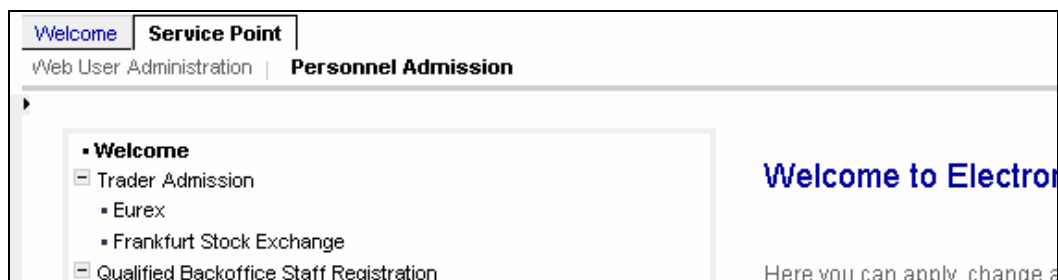 Welcome Service Point
Web User Administration | Personnel Admission
Welcome
Trader Admission
Eurex
Frankfurt Stock Exchange
Qualified Backoffice Staff Registration
Welcome to Electron
Here you can apply, change a